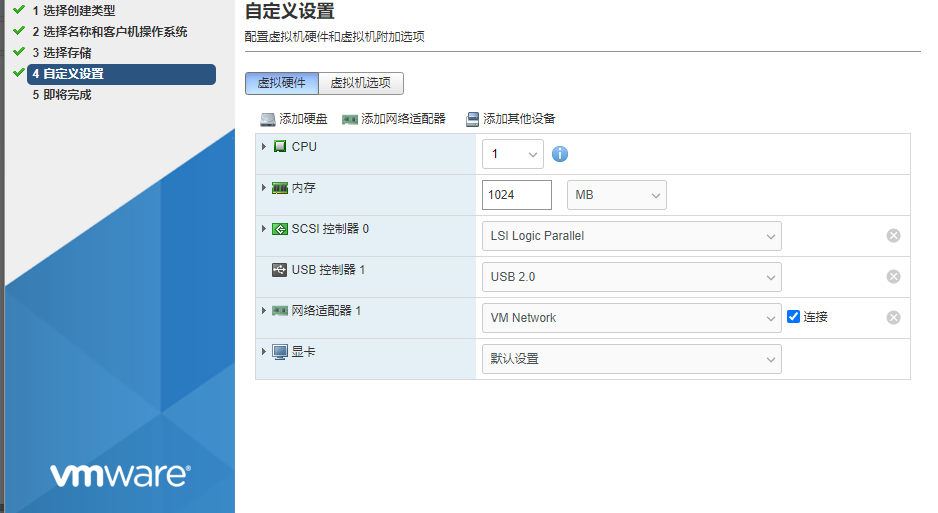 1 选择创建类型
2 选择名称和客户机操作系统
3 选择存储
4 自定义设置
5 即将完成
vmware®
自定义设置
配置虚拟机硬件和虚拟机附加选项
虚拟硬件 虚拟机选项
添加硬盘 添加网络适配器 添加其他设备
CPU 1
内存 1024 MB
SCSI 控制器 0 LSI Logic Parallel
USB 控制器 1 USB 2.0
网络适配器 1 VM Network 连接
显卡 默认设置